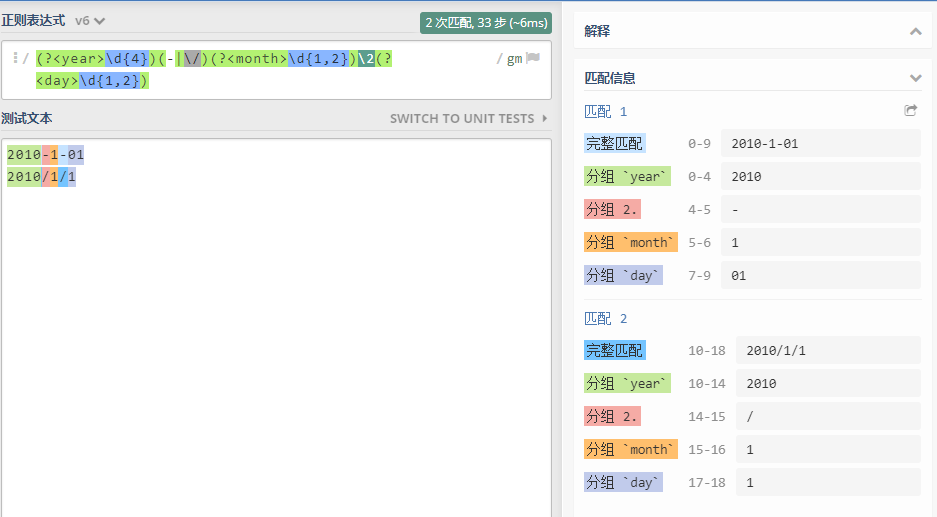 正则表达式 v6
2 次匹配, 33 步 (~6ms)
/ (?<year>\d{4})(-|\/)(?<month>\d{1,2})\2(? / gm
<day>\d{1,2})
测试文本 SWITCH TO UNIT TESTS
2010-1-01
2010/1/1
解释
匹配信息
匹配 1
完整匹配 0-9 2010-1-01
分组 `year` 0-4 2010
分组 2. 4-5 -
分组 `month` 5-6 1
分组 `day` 7-9 01
匹配 2
完整匹配 10-18 2010/1/1
分组 `year` 10-14 2010
分组 2. 14-15 /
分组 `month` 15-16 1
分组 `day` 17-18 1